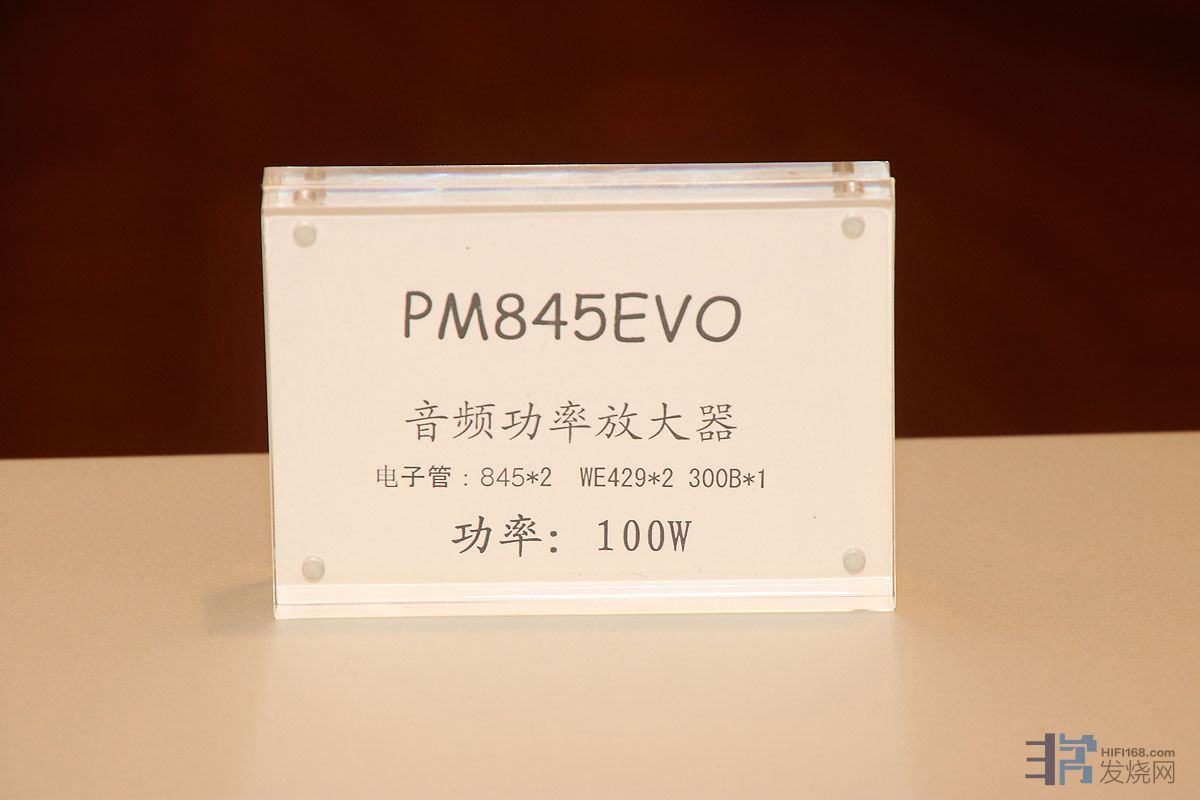 PM845EVO
音频功率放大器
电子管：845*2 WE429*2 300B*1
功率：100W
HIFI168.com
发烧网